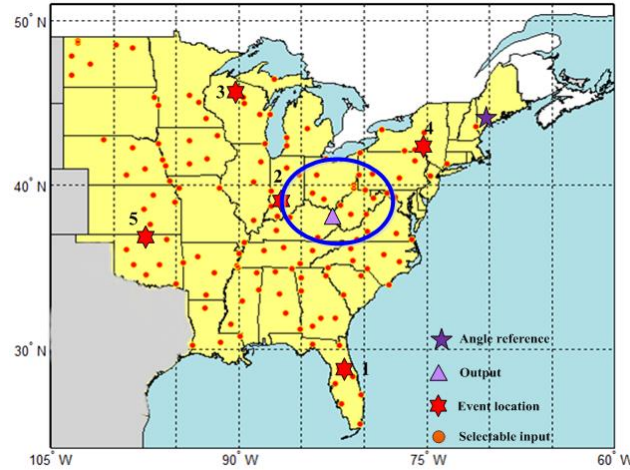 50° N
3
4
40° N
2
5
30° N
1
Angle reference
Output
Event location
Selectable input
105° W
90° W
75° W
60° W